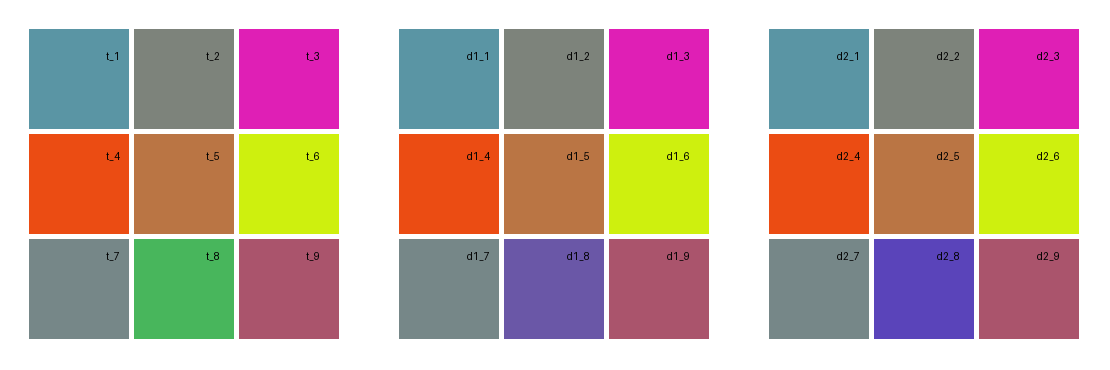 t_1 t_2 t_3 d1_1 d1_2 d1_3 d2_1 d2_2 d2_3
t_4 t_5 t_6 d1_4 d1_5 d1_6 d2_4 d2_5 d2_6
t_7 t_8 t_9 d1_7 d1_8 d1_9 d2_7 d2_8 d2_9